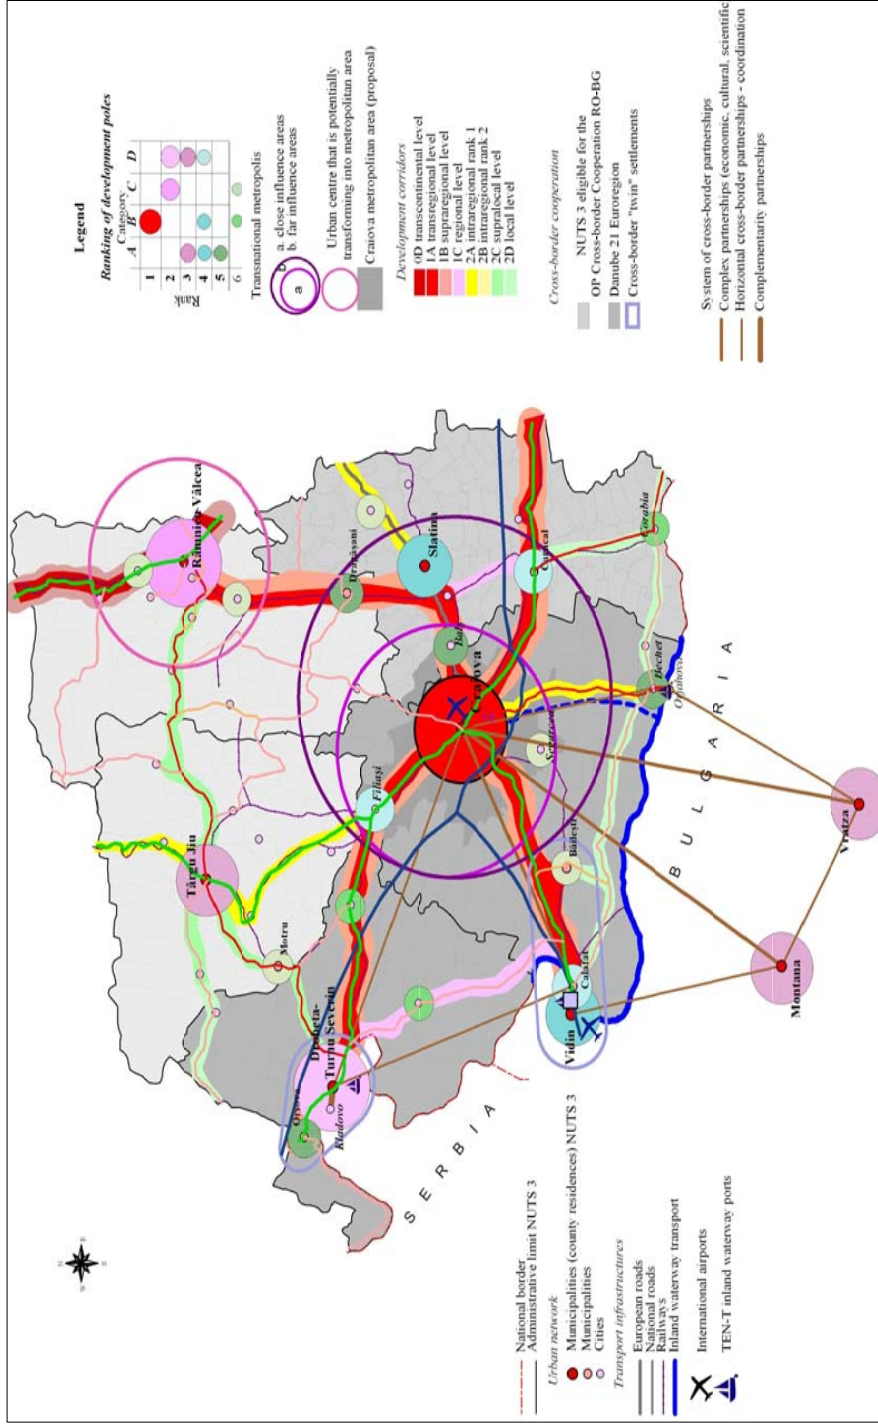 Legend
Ranking of development poles
Category
A B C D
Rank
1
2
3
4
5
6
Transnational metropolis
a. close influence areas
b. far influence areas
b
a
Urban centre that is potentially
transforming into metropolitan area
Craiova metropolitan area (proposal)
Development corridors
0D transcontinental level
1A transregional level
1B supraregional level
1C regional level
2A intraregional rank 1
2B intraregional rank 2
2C supralocal level
2D local level
Cross-border cooperation
NUTS 3 eligible for the
OP Cross-border Cooperation RO-BG
Danube 21 Euroregion
Cross-border "twin" settlements
System of cross-border partnerships
Complex partnerships (economic, cultural, scientific
Horizontal cross-border partnerships - coordination
Complementarity partnerships
Râmnicu Vâlcea
Drăgăşani
Slatina
Balş
Caracal
Corabia
Craiova
Segarcea
Bechet
Orjahovo
Târgu Jiu
Filiaşi
Motru
Băileşti
Calafat
Vidin
Drobeta-
Turnu Severin
Orşova
Kladovo
SERBIA
BULGARIA
Vratza
Montana
N
E
S
W
National border
Administrative limit NUTS 3
Urban network
Municipalities (county residences) NUTS 3
Municipalities
Cities
Transport infrastructures
European roads
National roads
Railways
Inland waterway transport
International airports
TEN-T inland waterway ports